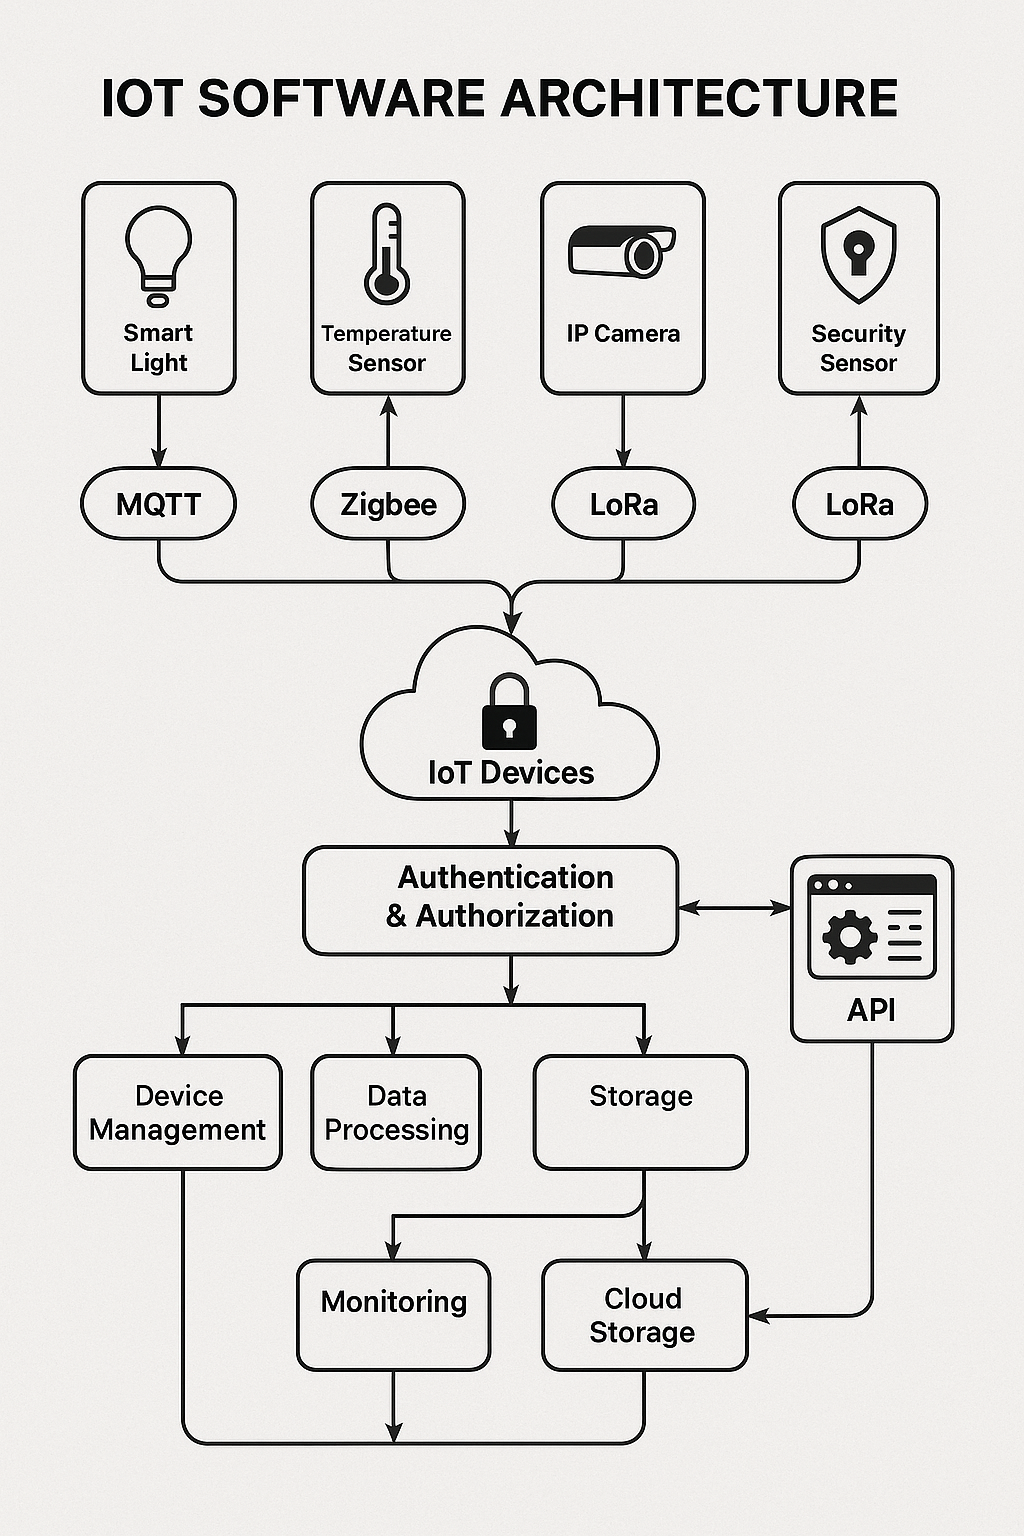 IOT SOFTWARE ARCHITECTURE
Smart
Light
Temperature
Sensor
IP Camera
Security
Sensor
MQTT
Zigbee
LoRa
LoRa
IoT Devices
Authentication
& Authorization
API
Device
Management
Data
Processing
Storage
Monitoring
Cloud
Storage